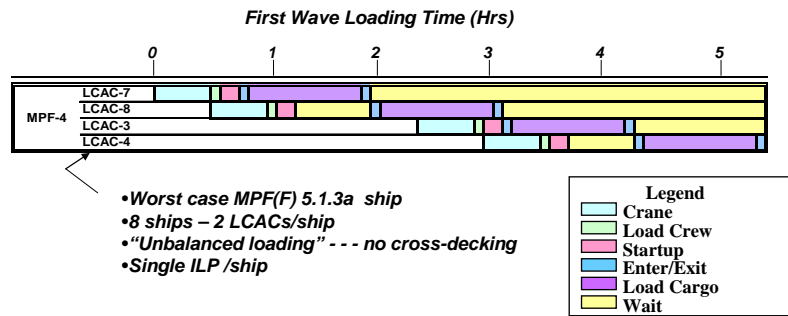 First Wave Loading Time (Hrs)
0 1 2 3 4 5
MPF-4
LCAC-7
LCAC-8
LCAC-3
LCAC-4
•Worst case MPF(F) 5.1.3a ship
•8 ships – 2 LCACs/ship
•“Unbalanced loading” - - - no cross-decking
•Single ILP /ship
Legend
Crane
Load Crew
Startup
Enter/Exit
Load Cargo
Wait